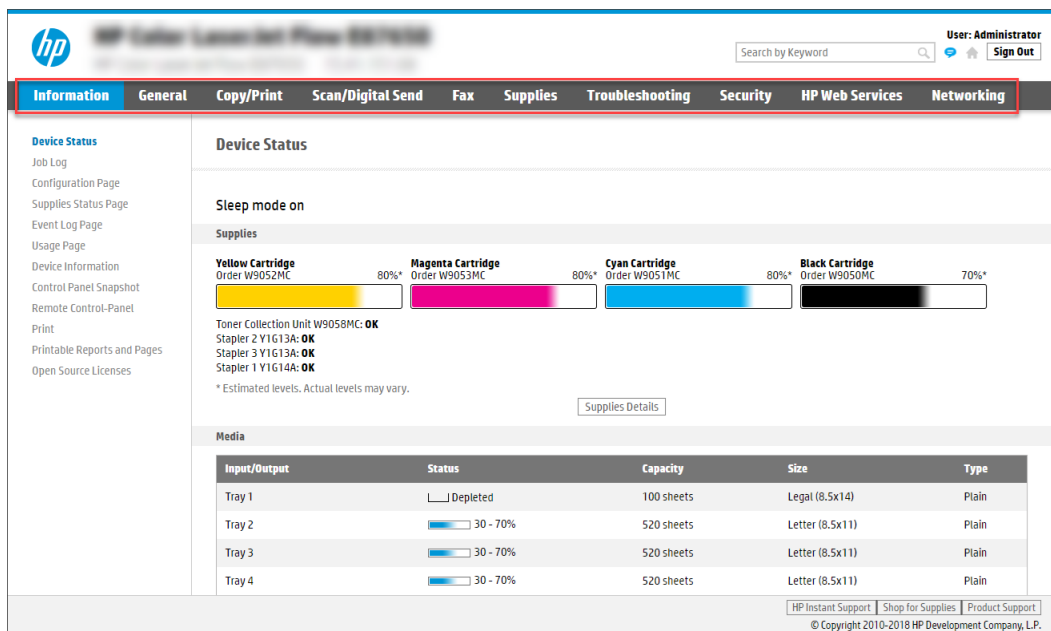 hp
User: Administrator
Search by Keyword
Sign Out
Information General Copy/Print Scan/Digital Send Fax Supplies Troubleshooting Security HP Web Services Networking
Device Status
Job Log
Configuration Page
Supplies Status Page
Event Log Page
Usage Page
Device Information
Control Panel Snapshot
Remote Control-Panel
Print
Printable Reports and Pages
Open Source Licenses
Device Status
Sleep mode on
Supplies
Yellow Cartridge
Order W9052MC 80%*
Magenta Cartridge
Order W9053MC 80%*
Cyan Cartridge
Order W9051MC 80%*
Black Cartridge
Order W9050MC 70%*
Toner Collection Unit W9058MC: OK
Stapler 2 Y1G13A: OK
Stapler 3 Y1G13A: OK
Stapler 1 Y1G14A: OK
* Estimated levels. Actual levels may vary.
Supplies Details
Media
Input/Output Status Capacity Size Type
Tray 1 Depleted 100 sheets Legal (8.5x14) Plain
Tray 2 30 - 70% 520 sheets Letter (8.5x11) Plain
Tray 3 30 - 70% 520 sheets Letter (8.5x11) Plain
Tray 4 30 - 70% 520 sheets Letter (8.5x11) Plain
HP Instant Support Shop for Supplies Product Support
© Copyright 2010-2018 HP Development Company, L.P.